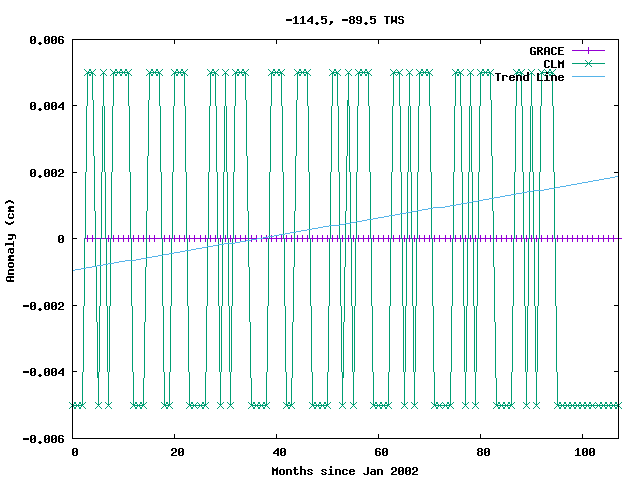 -114.5, -89.5 TWS
GRACE
CLM
Trend Line
0.006
0.004
0.002
0
-0.002
-0.004
-0.006
Anomaly (cm)
0 20 40 60 80 100
Months since Jan 2002